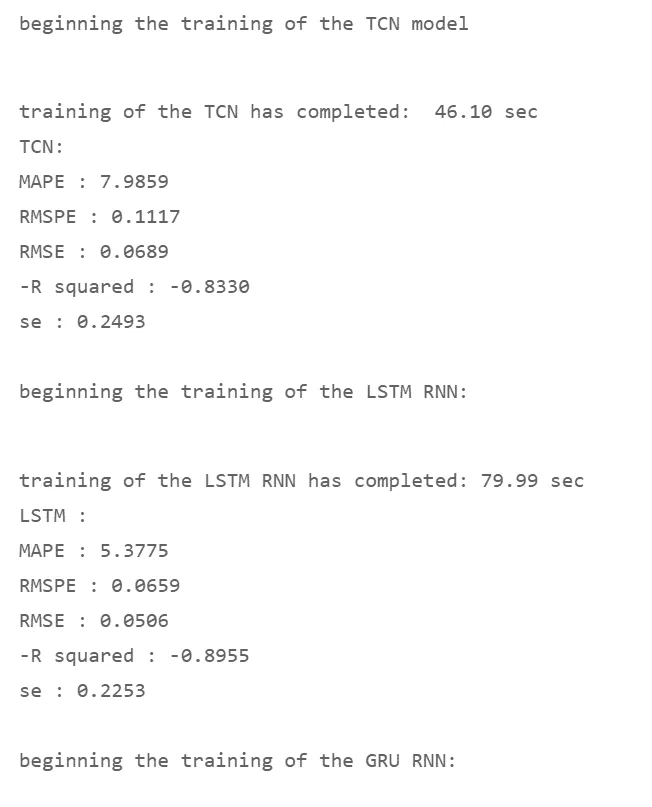 beginning the training of the TCN model
training of the TCN has completed:  46.10 sec
TCN:
MAPE : 7.9859
RMSPE : 0.1117
RMSE : 0.0689
-R squared : -0.8330
se : 0.2493
beginning the training of the LSTM RNN:
training of the LSTM RNN has completed: 79.99 sec
LSTM :
MAPE : 5.3775
RMSPE : 0.0659
RMSE : 0.0506
-R squared : -0.8955
se : 0.2253
beginning the training of the GRU RNN: